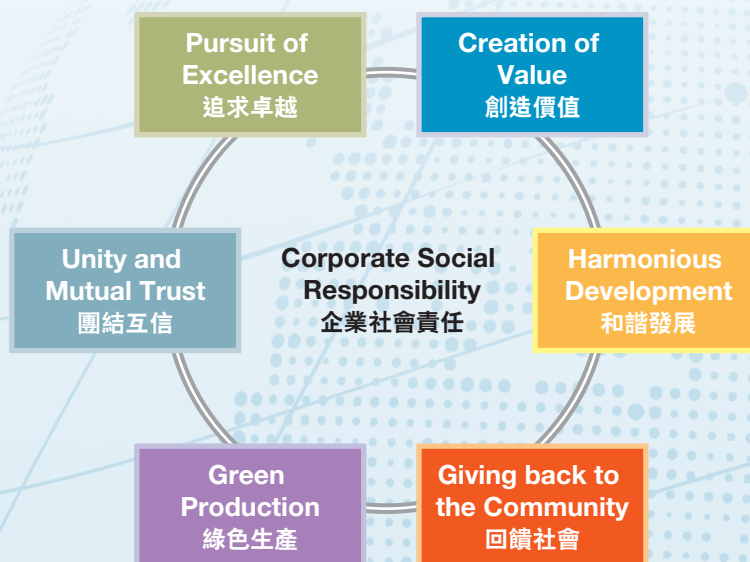 Pursuit of
Excellence
追求卓越
Creation of
Value
創造價值
Unity and
Mutual Trust
團結互信
Corporate Social
Responsibility
企業社會責任
Harmonious
Development
和諧發展
Green
Production
綠色生產
Giving back to
the Community
回饋社會